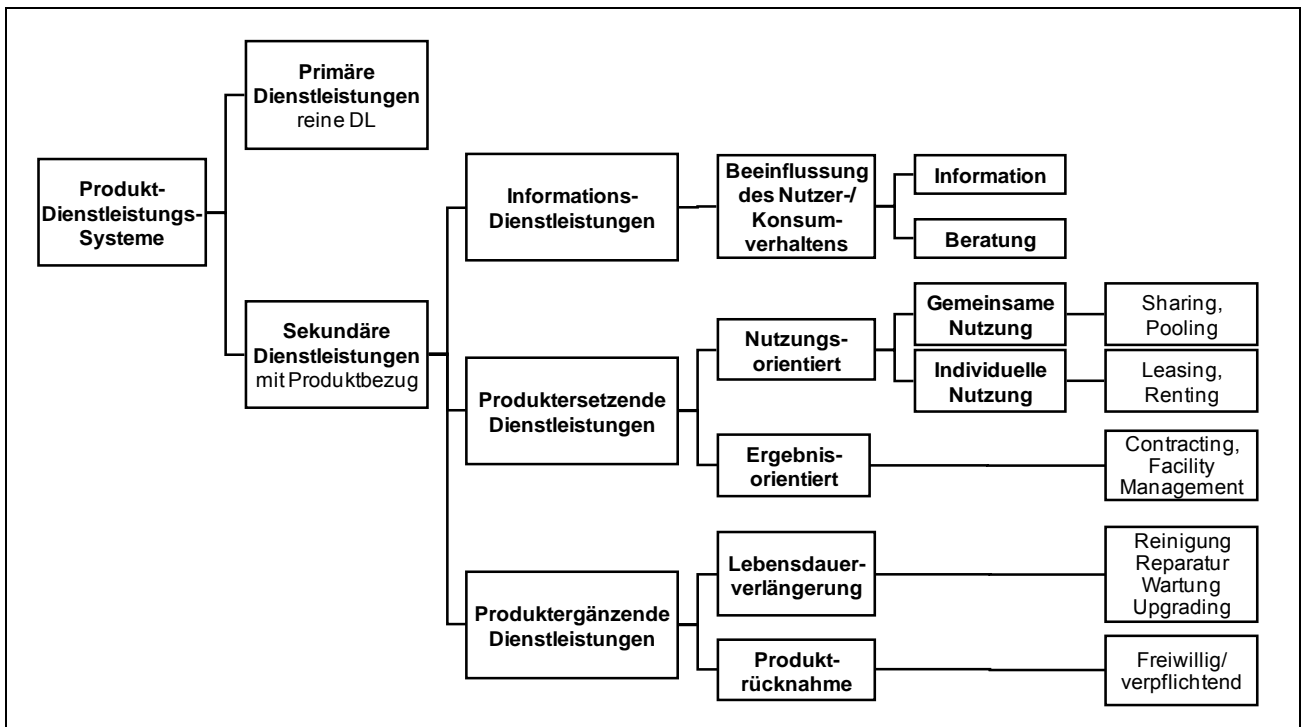 Primäre
Dienstleistungen
reine DL
Produkt-
Dienstleistungs-
Systeme
Sekundäre
Dienstleistungen
mit Produktbezug
Informations-
Dienstleistungen
Beeinflussung
des Nutzer-/
Konsum-
verhaltens
Information
Beratung
Produktersetzende
Dienstleistungen
Nutzungs-
orientiert
Gemeinsame
Nutzung
Sharing,
Pooling
Individuelle
Nutzung
Leasing,
Renting
Ergebnis-
orientiert
Contracting,
Facility
Management
Produktergänzende
Dienstleistungen
Lebensdauer-
verlängerung
Reinigung
Reparatur
Wartung
Upgrading
Produkt-
rücknahme
Freiwillig/
verpflichtend